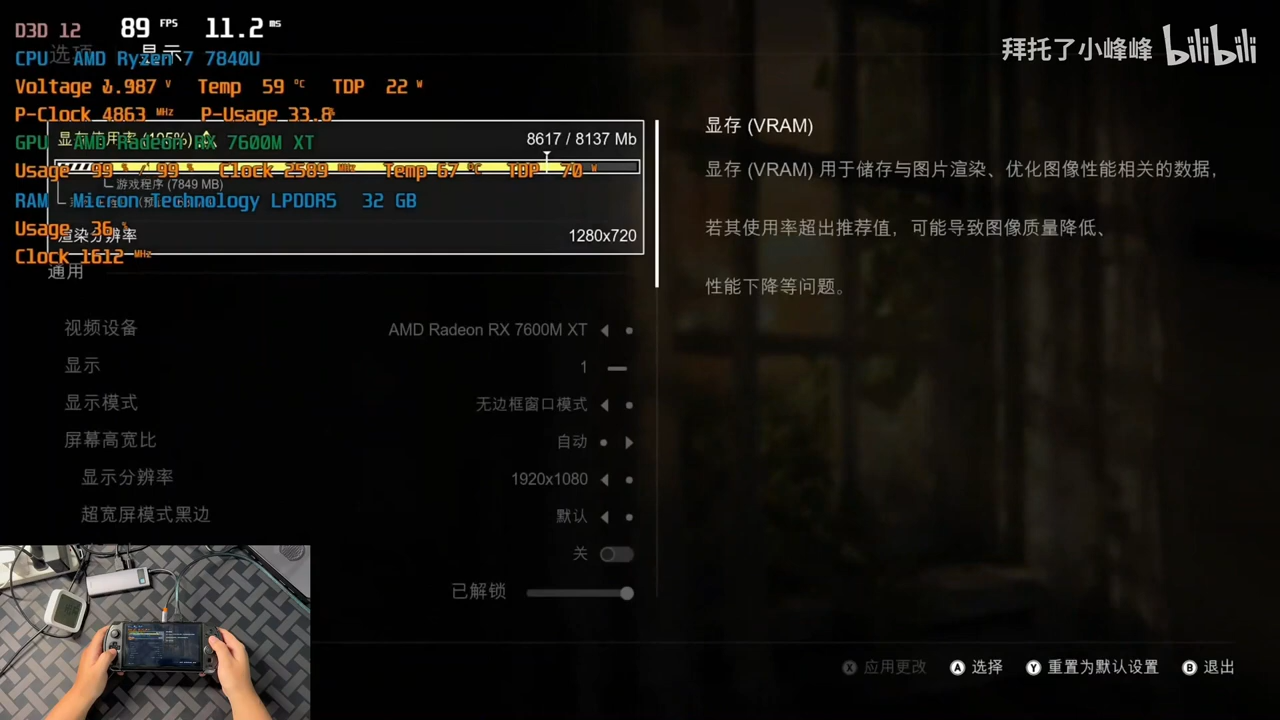 D3D 12 89 FPS 11.2 ms
选项 显示
CPU AMD Ryzen 7 7840U
Voltage 0.987 V Temp 59 °C TDP 22 W
P-Clock 4863 MHz P-Usage 33.8
显存使用率 (105%) 8617 / 8137 Mb
GPU AMD Radeon RX 7600M XT
Usage 99 % / 99 % Clock 2589 MHz Temp 67 °C TDP 70 W
游戏程序 (7849 MB)
RAM Micron Technology LPDDR5 32 GB
Usage 36 %
渲染分辨率 1280x720
Clock 1612 MHz
通用
视频设备 AMD Radeon RX 7600M XT
显示 1
显示模式 无边框窗口模式
屏幕高宽比 自动
显示分辨率 1920x1080
超宽屏模式黑边 默认
关
已解锁
拜托了小峰峰 bilibili
显存 (VRAM)
显存 (VRAM) 用于储存与图片渲染、优化图像性能相关的数据，
若其使用率超出推荐值，可能导致图像质量降低、
性能下降等问题。
X 应用更改 A 选择 Y 重置为默认设置 B 退出